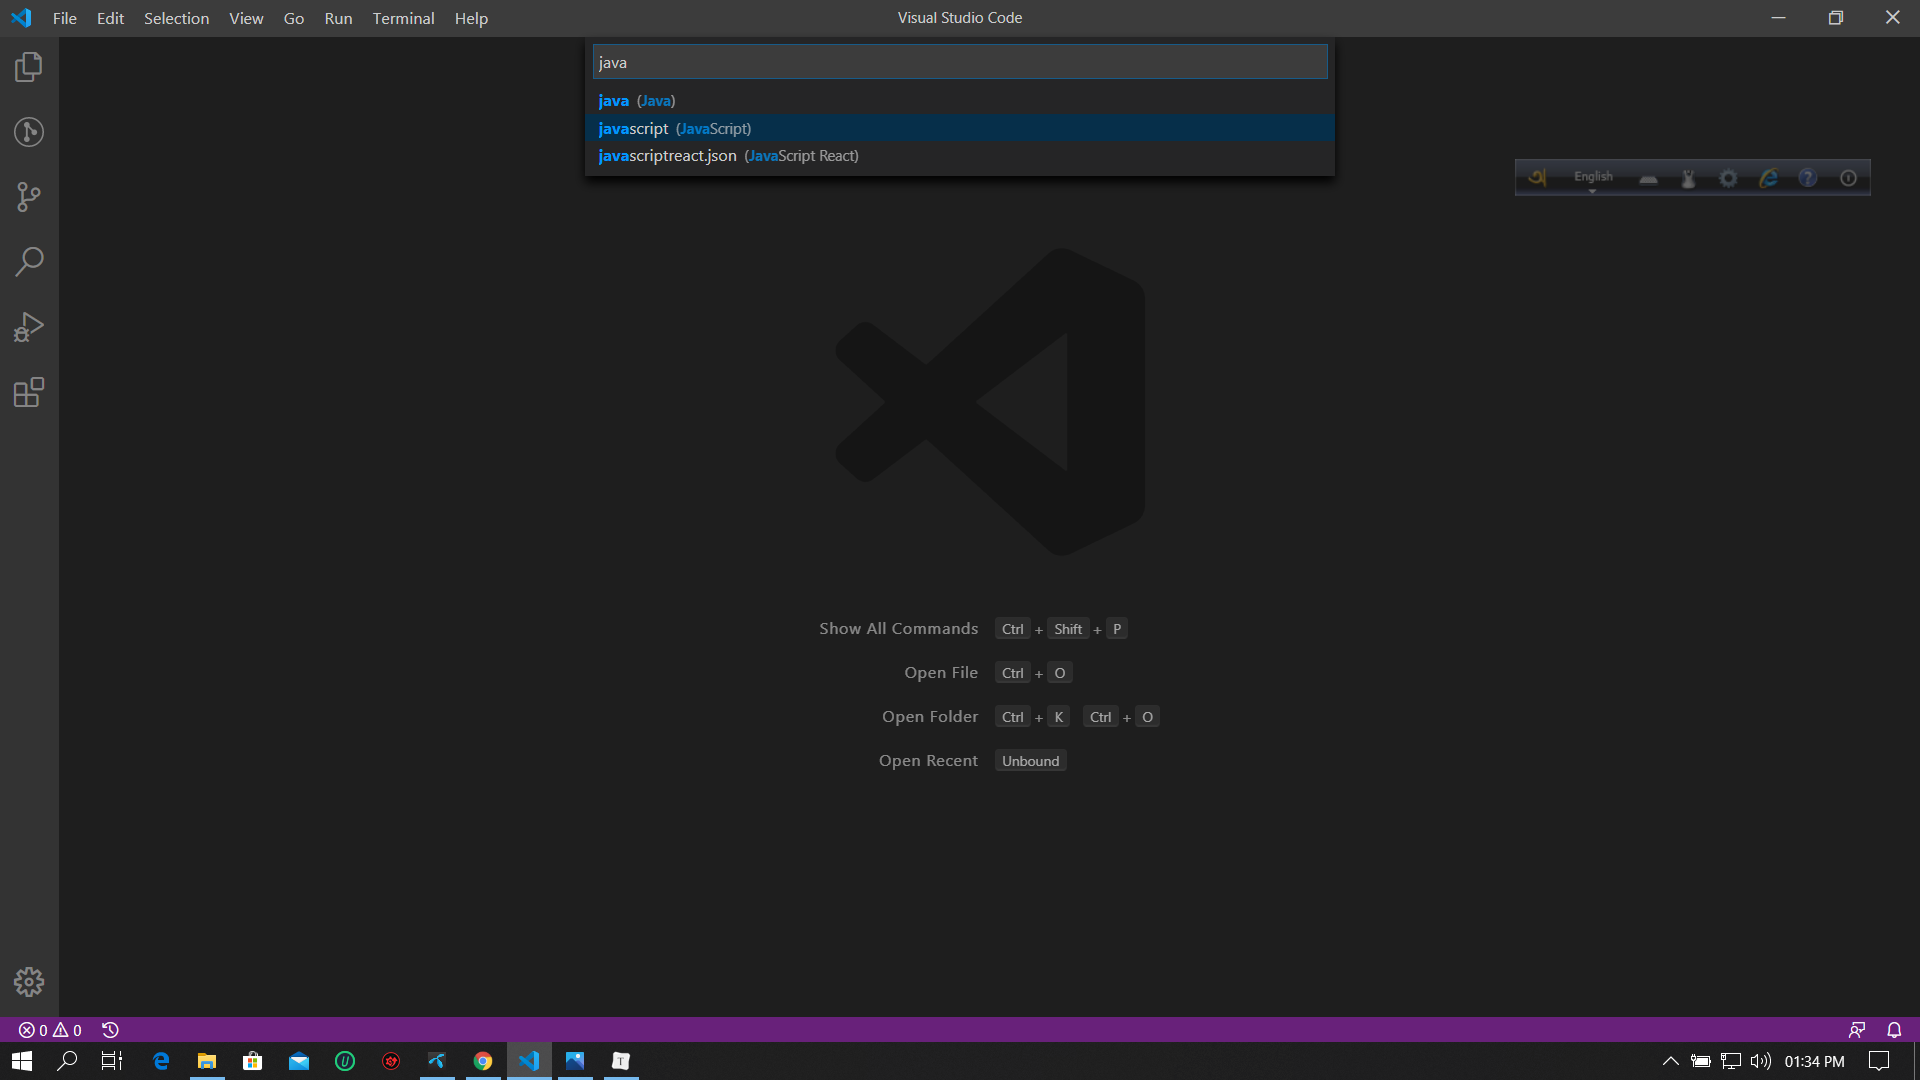 File Edit Selection View Go Run Terminal Help
Visual Studio Code
java
java (Java)
javascript (JavaScript)
javascriptreact.json (JavaScript React)
অ English ?
Show All Commands Ctrl + Shift + P
Open File Ctrl + O
Open Folder Ctrl + K Ctrl + O
Open Recent Unbound
0 0
T
01:34 PM